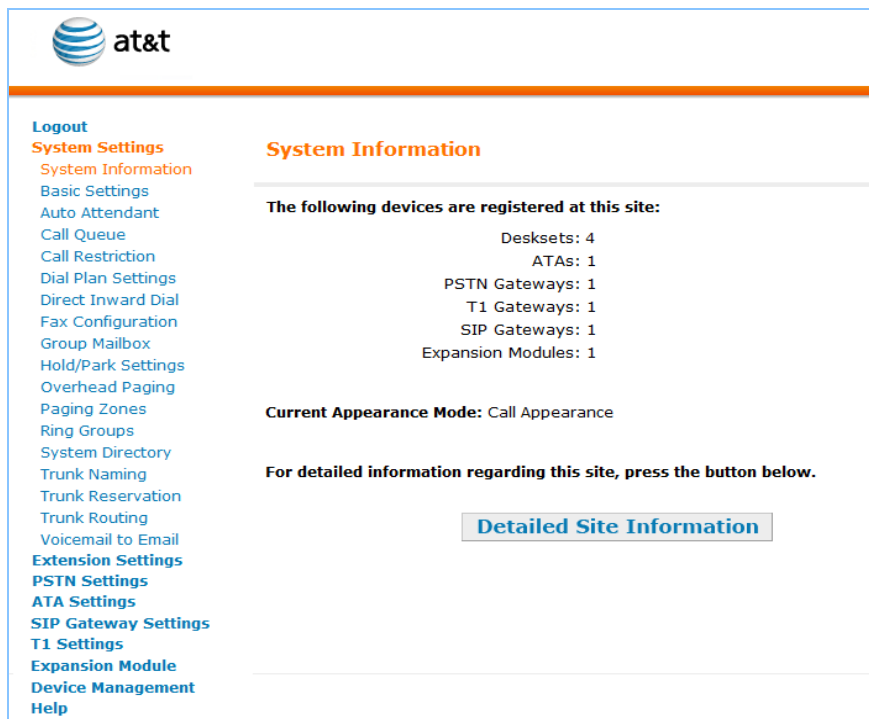 at&t
Logout
System Settings
System Information
Basic Settings
Auto Attendant
Call Queue
Call Restriction
Dial Plan Settings
Direct Inward Dial
Fax Configuration
Group Mailbox
Hold/Park Settings
Overhead Paging
Paging Zones
Ring Groups
System Directory
Trunk Naming
Trunk Reservation
Trunk Routing
Voicemail to Email
Extension Settings
PSTN Settings
ATA Settings
SIP Gateway Settings
T1 Settings
Expansion Module
Device Management
Help
System Information
The following devices are registered at this site:
Desksets: 4
ATAs: 1
PSTN Gateways: 1
T1 Gateways: 1
SIP Gateways: 1
Expansion Modules: 1
Current Appearance Mode: Call Appearance
For detailed information regarding this site, press the button below.
Detailed Site Information